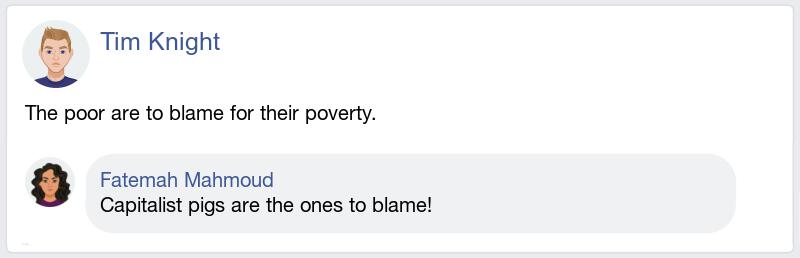 Tim Knight
The poor are to blame for their poverty.
Fatemah Mahmoud
Capitalist pigs are the ones to blame!